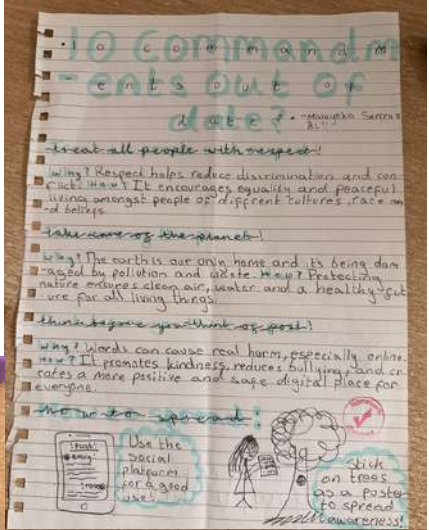 10 commandm
-ents out of
date?
treat all people with respect!
Why? Respect helps reduce discrimination and con
flict. How? It encourages equality and peaceful
living amongst people of different cultures, race an
-d beliefs.
take care of the planet!
Why? The earth is our only home and it's being dam
-aged by pollution and waste. How? Protecting
nature ensures clean air, water and a healthy fut
ure for all living things.
think before you think of post!
Why? Words can cause real harm, especially online.
How? It promotes kindness, reduces bullying, and cr
eates a more positive and safe digital place for
everyone.
how to spread:
Use the
social
platform
for a good
use!
Stick
on trees
as a poster
to spread
awareness!